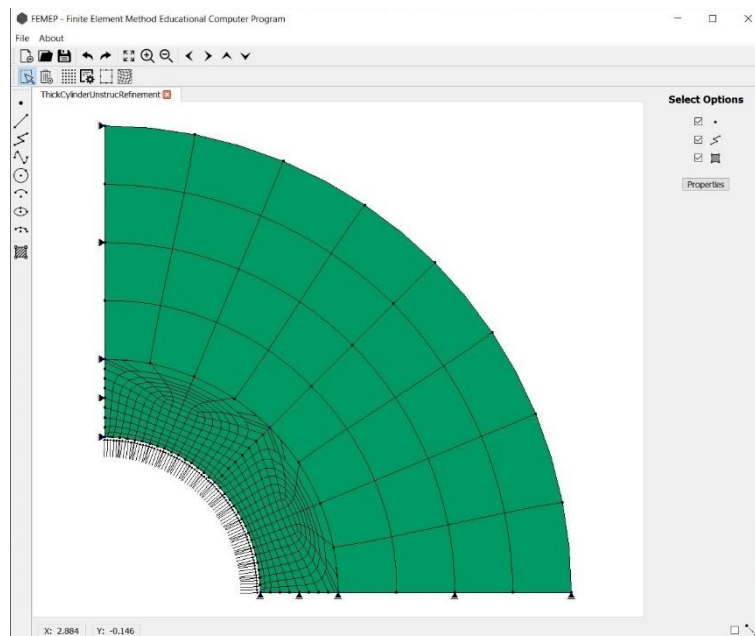 FEMEP - Finite Element Method Educational Computer Program
File About
ThickCylinderUnstrucRefinement
Select Options
Properties
X: 2.884 Y: -0.146